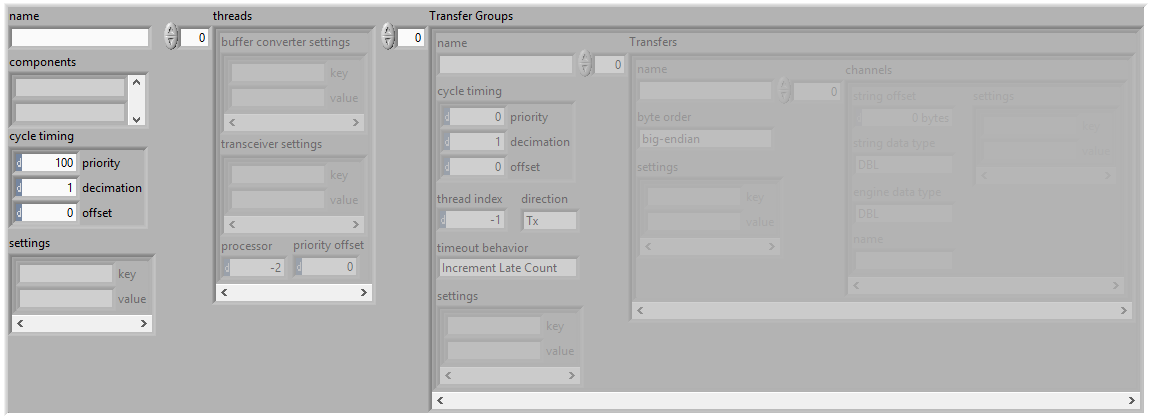 name
0
components
cycle timing
100 priority
1 decimation
0 offset
settings
key
value
threads
0
buffer converter settings
key
value
transceiver settings
key
value
processor
-2
priority offset
0
Transfer Groups
name
0
cycle timing
0 priority
1 decimation
0 offset
thread index
-1
direction
Tx
timeout behavior
Increment Late Count
settings
key
value
Transfers
name
0
byte order
big-endian
settings
key
value
channels
string offset
0 bytes
string data type
DBL
engine data type
DBL
name
settings
key
value